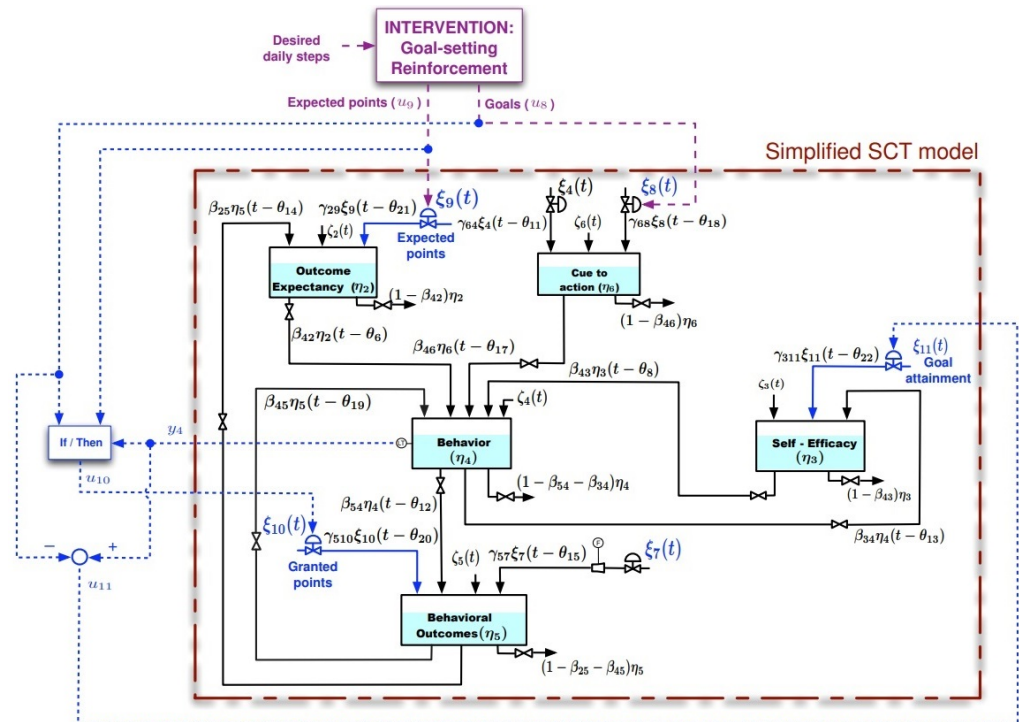 INTERVENTION:
Goal-setting
Reinforcement
Desired
daily steps
Expected points (u₉)
Goals (u₈)
Simplified SCT model
β₂₅η₅(t − θ₁₄)
γ₂₉ξ₉(t − θ₂₁)
ξ₉(t)
ζ₂(t)
Expected
points
γ₆₄ξ₄(t − θ₁₁)
ξ₄(t)
ξ₈(t)
ζ₆(t)
γ₆₈ξ₈(t − θ₁₈)
Outcome
Expectancy (η₂)
(1 − β₄₂)η₂
Cue to
action (η₆)
(1 − β₄₆)η₆
β₄₂η₂(t − θ₆)
β₄₆η₆(t − θ₁₇)
β₄₃η₃(t − θ₈)
γ₃₁₁ξ₁₁(t − θ₂₂)
ξ₁₁(t)
Goal
attainment
ζ₃(t)
β₄₅η₅(t − θ₁₉)
ζ₄(t)
If / Then
y₄
LT
Behavior
(η₄)
Self - Efficacy
(η₃)
u₁₀
(1 − β₅₄ − β₃₄)η₄
(1 − β₄₃)η₃
β₅₄η₄(t − θ₁₂)
β₃₄η₄(t − θ₁₃)
ξ₁₀(t)
γ₅₁₀ξ₁₀(t − θ₂₀)
Granted
points
ζ₅(t)
γ₅₇ξ₇(t − θ₁₅)
F
ξ₇(t)
−
+
u₁₁
Behavioral
Outcomes (η₅)
(1 − β₂₅ − β₄₅)η₅